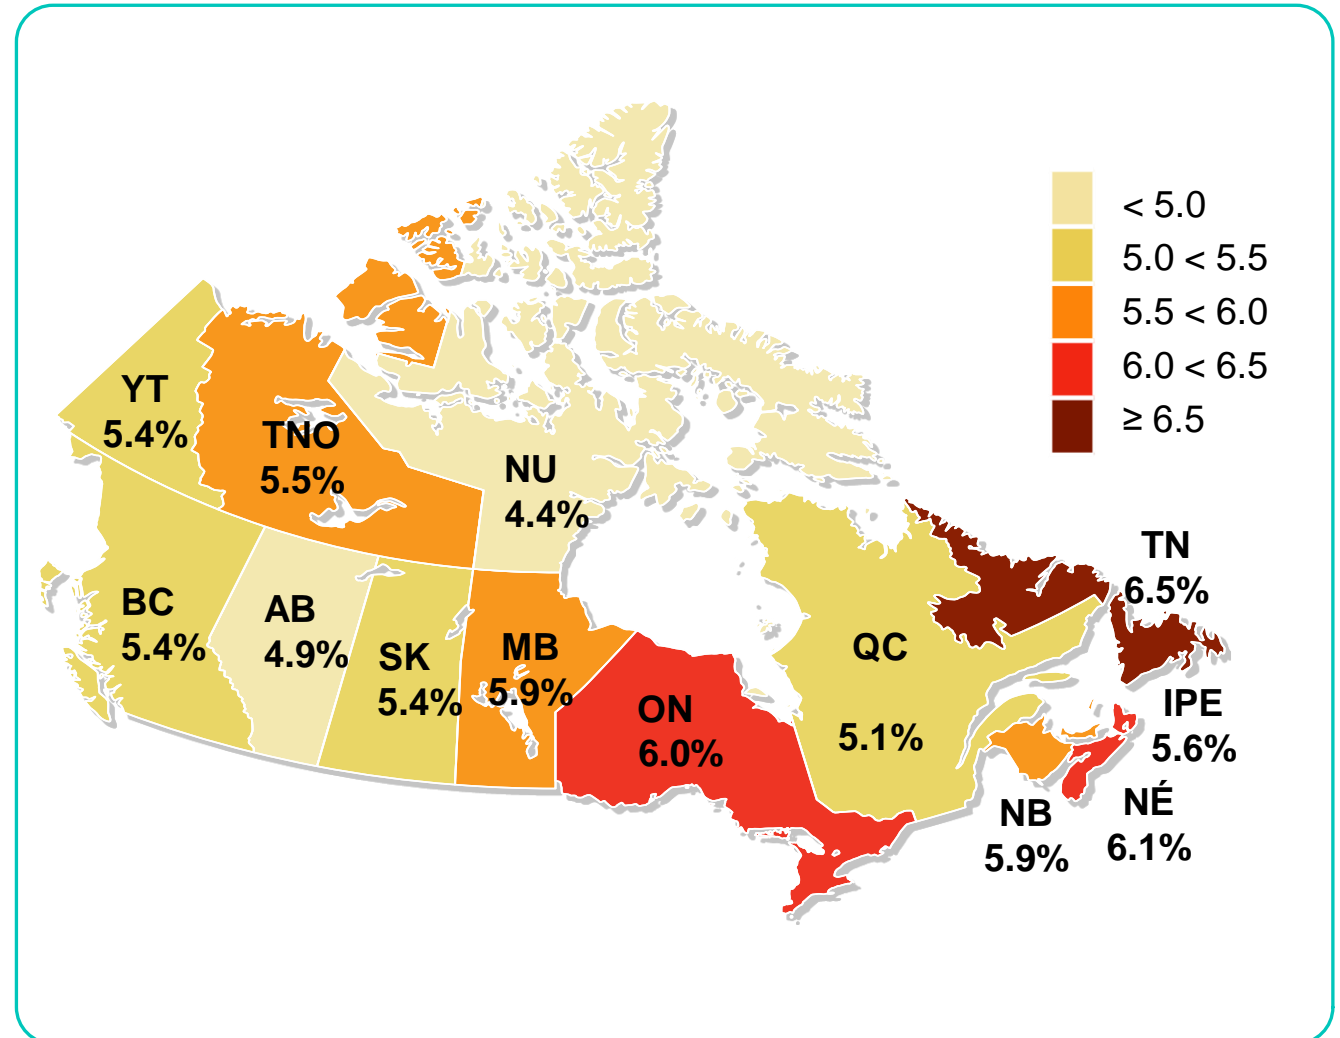 < 5.0
5.0 < 5.5
5.5 < 6.0
6.0 < 6.5
≥ 6.5
YT
5.4%
TNO
5.5%
NU
4.4%
TN
6.5%
BC
5.4%
AB
4.9%
SK
5.4%
MB
5.9%
ON
6.0%
QC
5.1%
IPE
5.6%
NB
5.9%
NÉ
6.1%